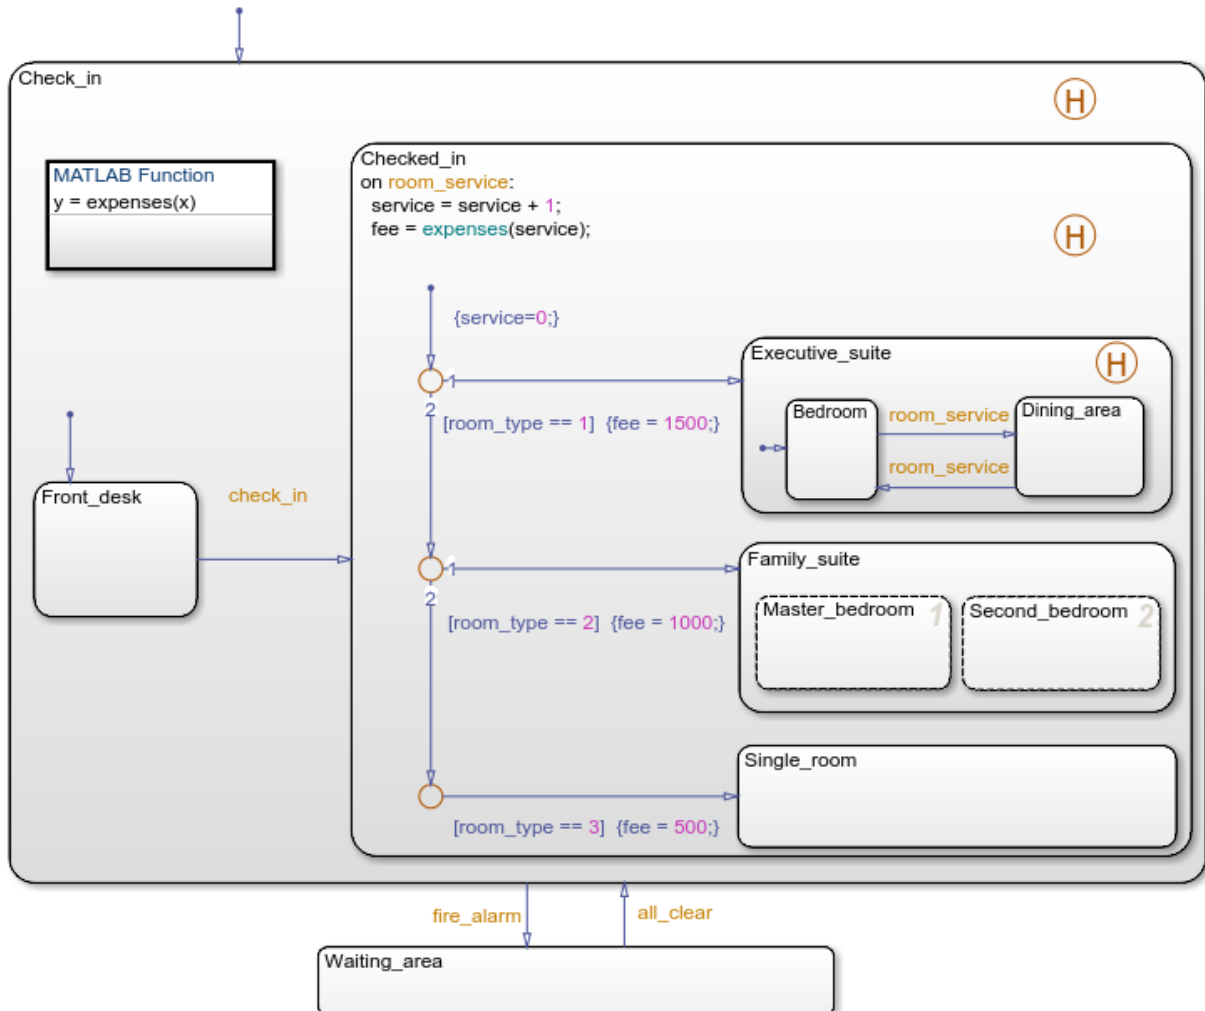 Check_in
H
MATLAB Function
y = expenses(x)
Checked_in
on room_service:
service = service + 1;
fee = expenses(service);
H
{service=0;}
1
2
[room_type == 1] {fee = 1500;}
Executive_suite
H
Bedroom
room_service
room_service
Dining_area
Front_desk
check_in
1
2
[room_type == 2] {fee = 1000;}
Family_suite
Master_bedroom 1
Second_bedroom 2
[room_type == 3] {fee = 500;}
Single_room
fire_alarm
all_clear
Waiting_area